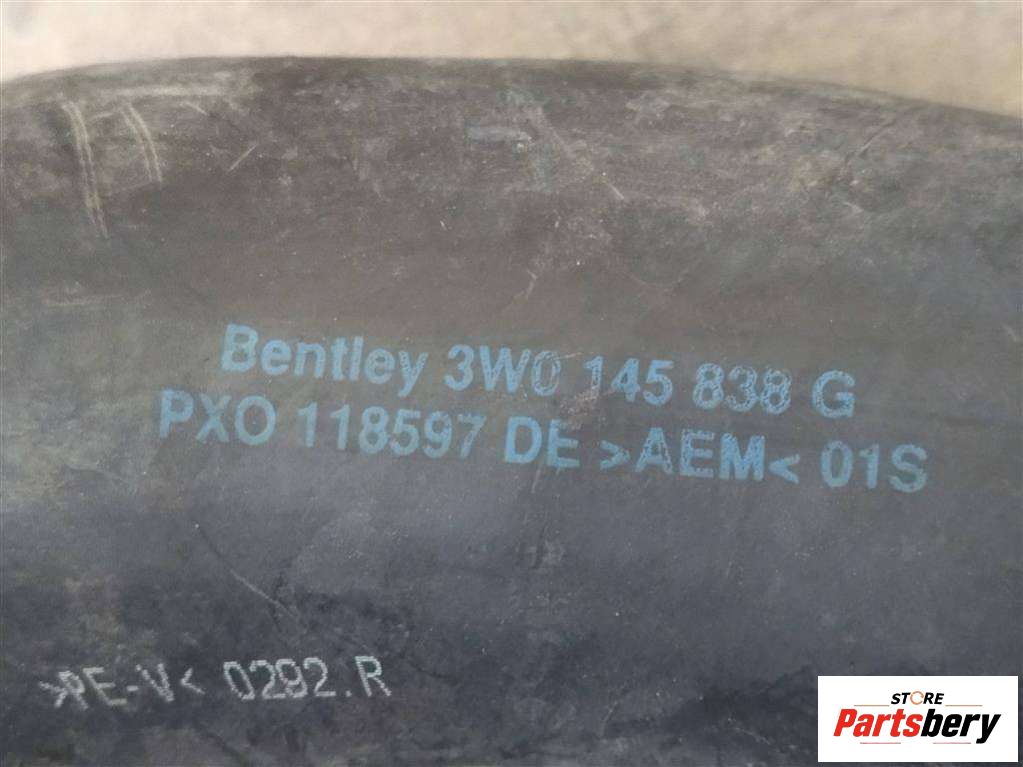 Bentley 3W0 145 838 G
PXO 118597 DE >AEM< 01S
>PE-V< 0292.R
STORE
Partsbery